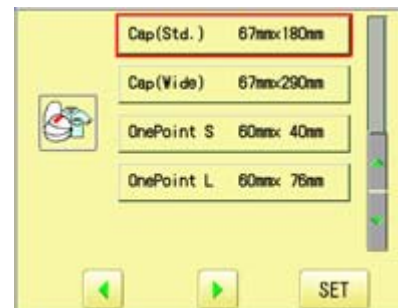 Cap(Std.) 67mm×180mm
Cap(Wide) 67mm×290mm
OnePoint S 60mm× 40mm
OnePoint L 60mm× 76mm
SET